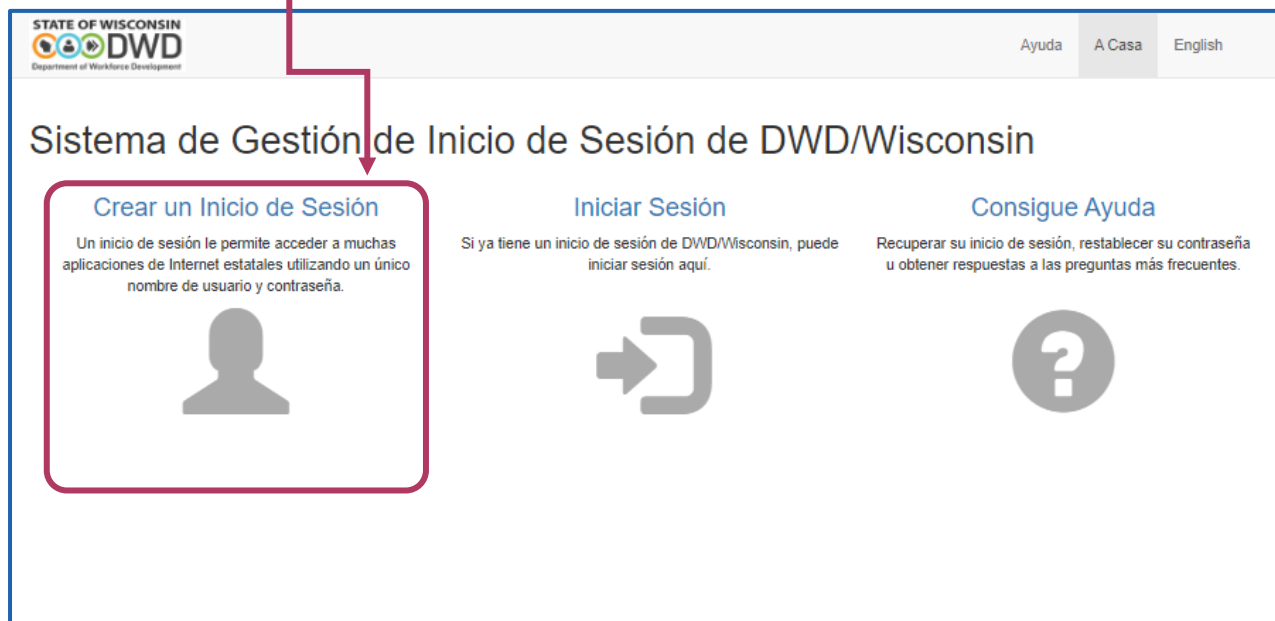 STATE OF WISCONSIN
DWD
Department of Workforce Development
Ayuda A Casa English
Sistema de Gestión de Inicio de Sesión de DWD/Wisconsin
Crear un Inicio de Sesión
Un inicio de sesión le permite acceder a muchas
aplicaciones de Internet estatales utilizando un único
nombre de usuario y contraseña.
Iniciar Sesión
Si ya tiene un inicio de sesión de DWD/Wisconsin, puede
iniciar sesión aquí.
Consigue Ayuda
Recuperar su inicio de sesión, restablecer su contraseña
u obtener respuestas a las preguntas más frecuentes.